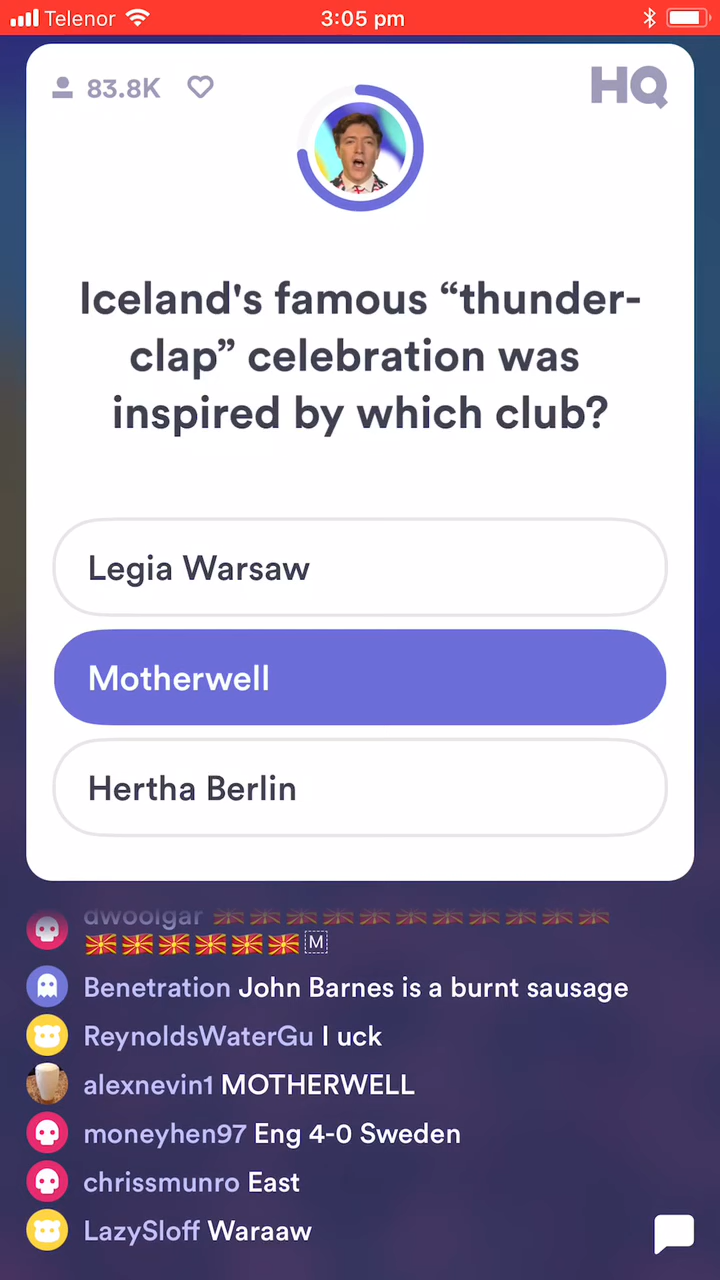 Telenor 3:05 pm
83.8K HQ
Iceland's famous “thunder-
clap” celebration was
inspired by which club?
Legia Warsaw
Motherwell
Hertha Berlin
dwoolgar 🇲🇰🇲🇰🇲🇰🇲🇰🇲🇰🇲🇰🇲🇰🇲🇰🇲🇰🇲🇰🇲🇰
🇲🇰🇲🇰🇲🇰🇲🇰🇲🇰🇲🇰🇲
Benetration John Barnes is a burnt sausage
ReynoldsWaterGu I uck
alexnevin1 MOTHERWELL
moneyhen97 Eng 4-0 Sweden
chrissmunro East
LazySloff Waraaw